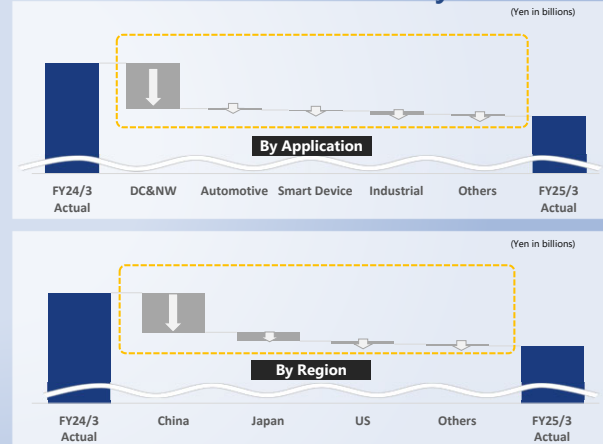 (Yen in billions)
By Application
FY24/3 DC&NW Automotive Smart Device Industrial Others FY25/3
Actual Actual
(Yen in billions)
By Region
FY24/3 China Japan US Others FY25/3
Actual Actual